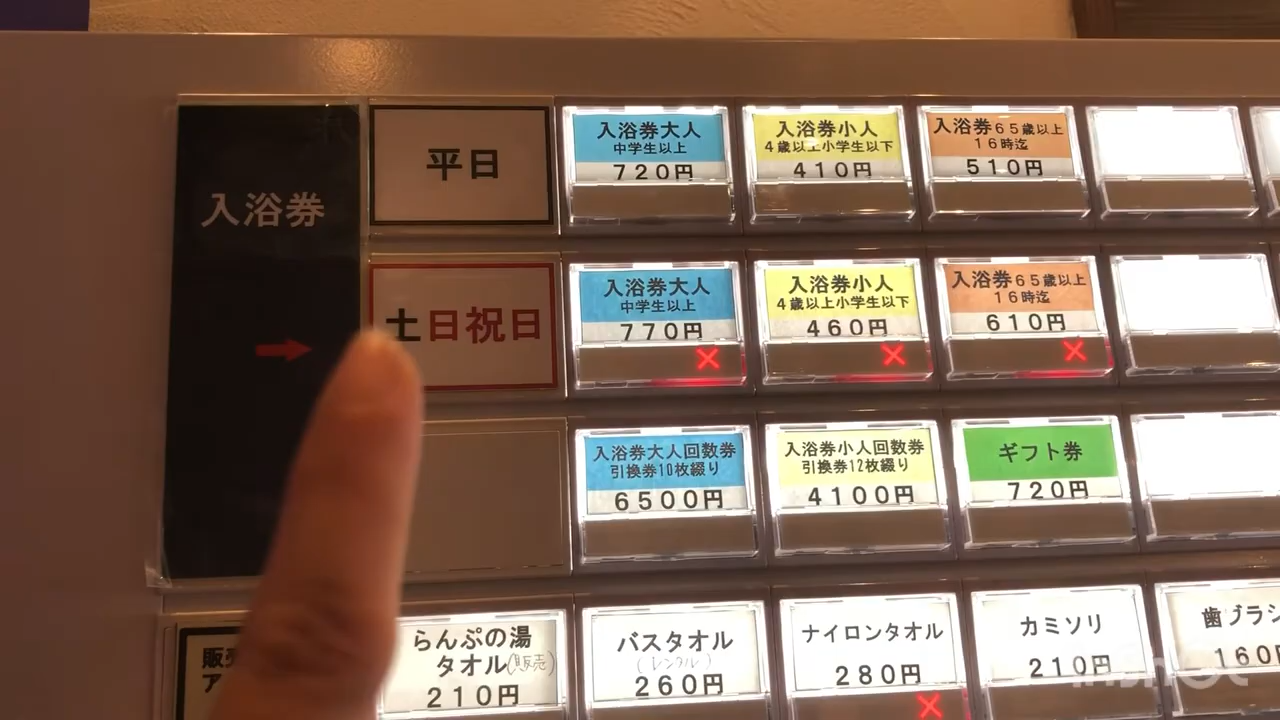 入浴券
平日
入浴券大人
中学生以上
720円
入浴券小人
4歳以上小学生以下
410円
入浴券65歳以上
16時迄
510円
土日祝日
入浴券大人
中学生以上
770円
入浴券小人
4歳以上小学生以下
460円
入浴券65歳以上
16時迄
610円
入浴券大人回数券
引換券10枚綴り
6500円
入浴券小人回数券
引換券12枚綴り
4100円
ギフト券
720円
販売
ア
らんぷの湯
タオル(販売)
210円
バスタオル
(レンタル)
260円
ナイロンタオル
280円
カミソリ
210円
歯ブラシ
160円